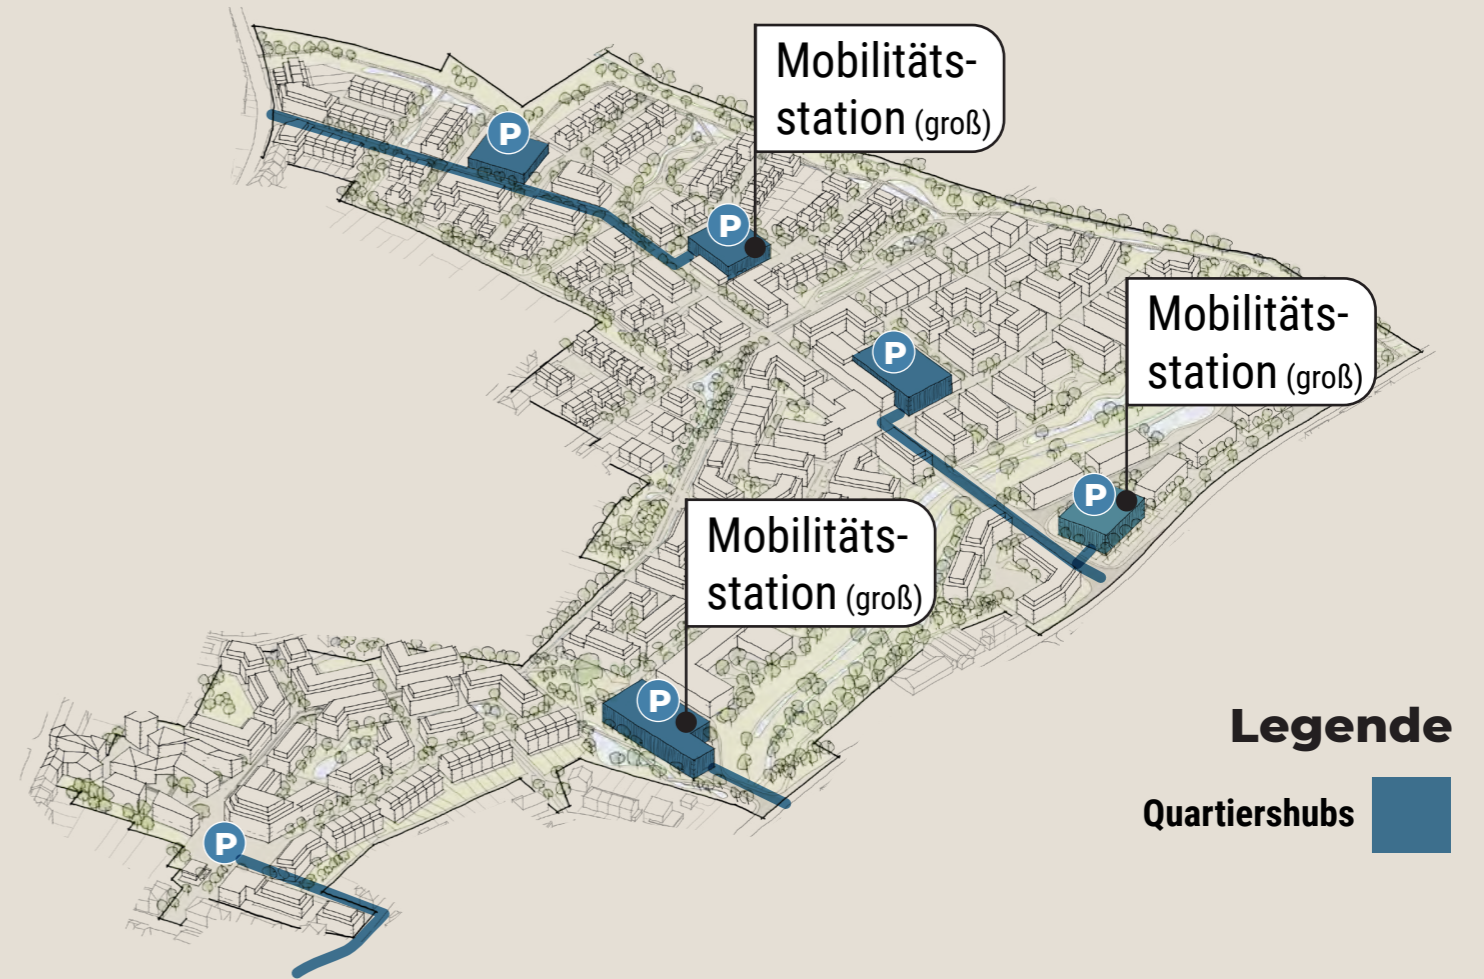 Mobilitäts-
station (groß)
P
P
Mobilitäts-
station (groß)
P
P
Mobilitäts-
station (groß)
P
P
Legende
Quartiershubs